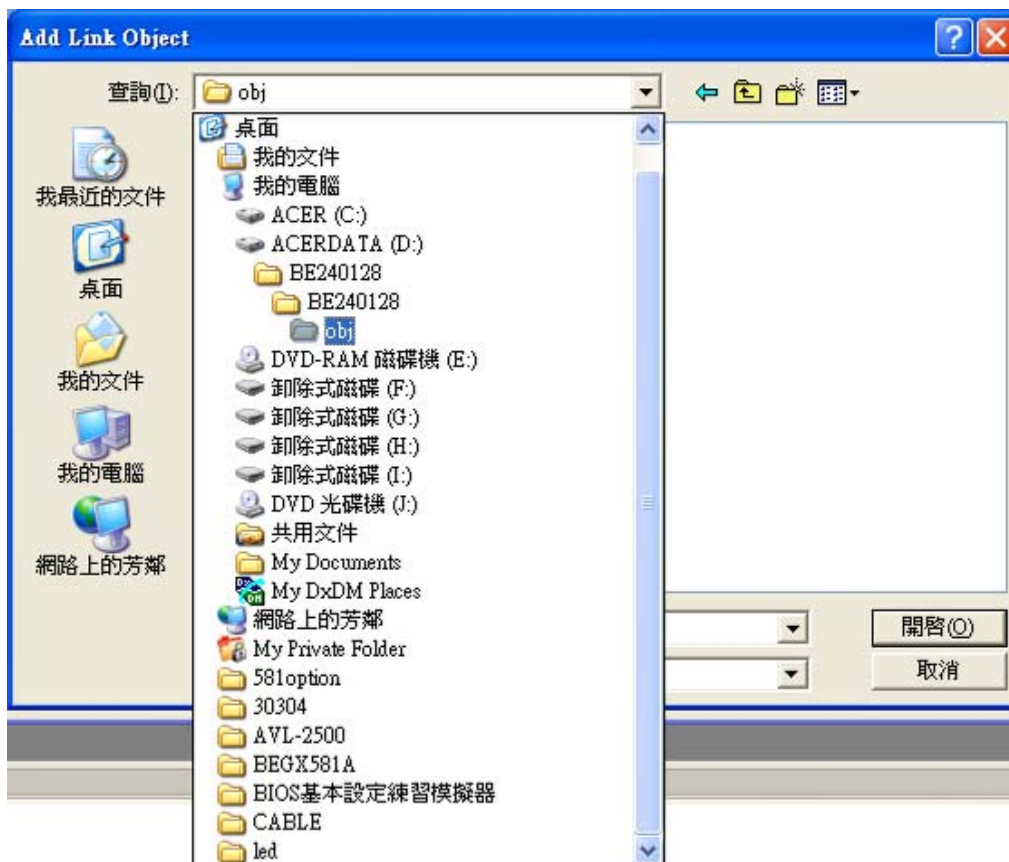 Add Link Object
查詢(I):
obj
桌面
我的文件
我的電腦
ACER (C:)
ACERDATA (D:)
BE240128
BE240128
obj
DVD-RAM 磁碟機 (E:)
卸除式磁碟 (F:)
卸除式磁碟 (G:)
卸除式磁碟 (H:)
卸除式磁碟 (I:)
DVD 光碟機 (J:)
共用文件
My Documents
My DxDM Places
網路上的芳鄰
My Private Folder
581option
30304
AVL-2500
BEGX581A
BIOS基本設定練習模擬器
CABLE
led
我最近的文件
桌面
我的文件
我的電腦
網路上的芳鄰
開啓(O)
取消